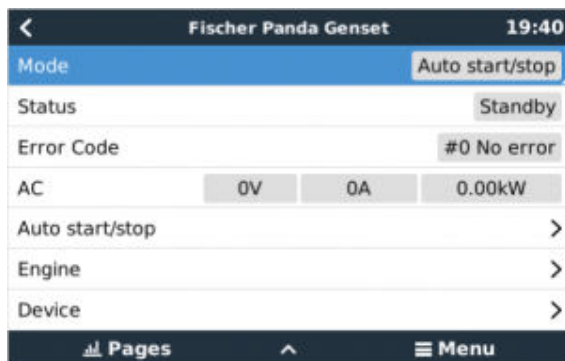 Fischer Panda Genset 19:40
Mode Auto start/stop
Status Standby
Error Code #0 No error
AC 0V 0A 0.00kW
Auto start/stop
Engine
Device
Pages Menu